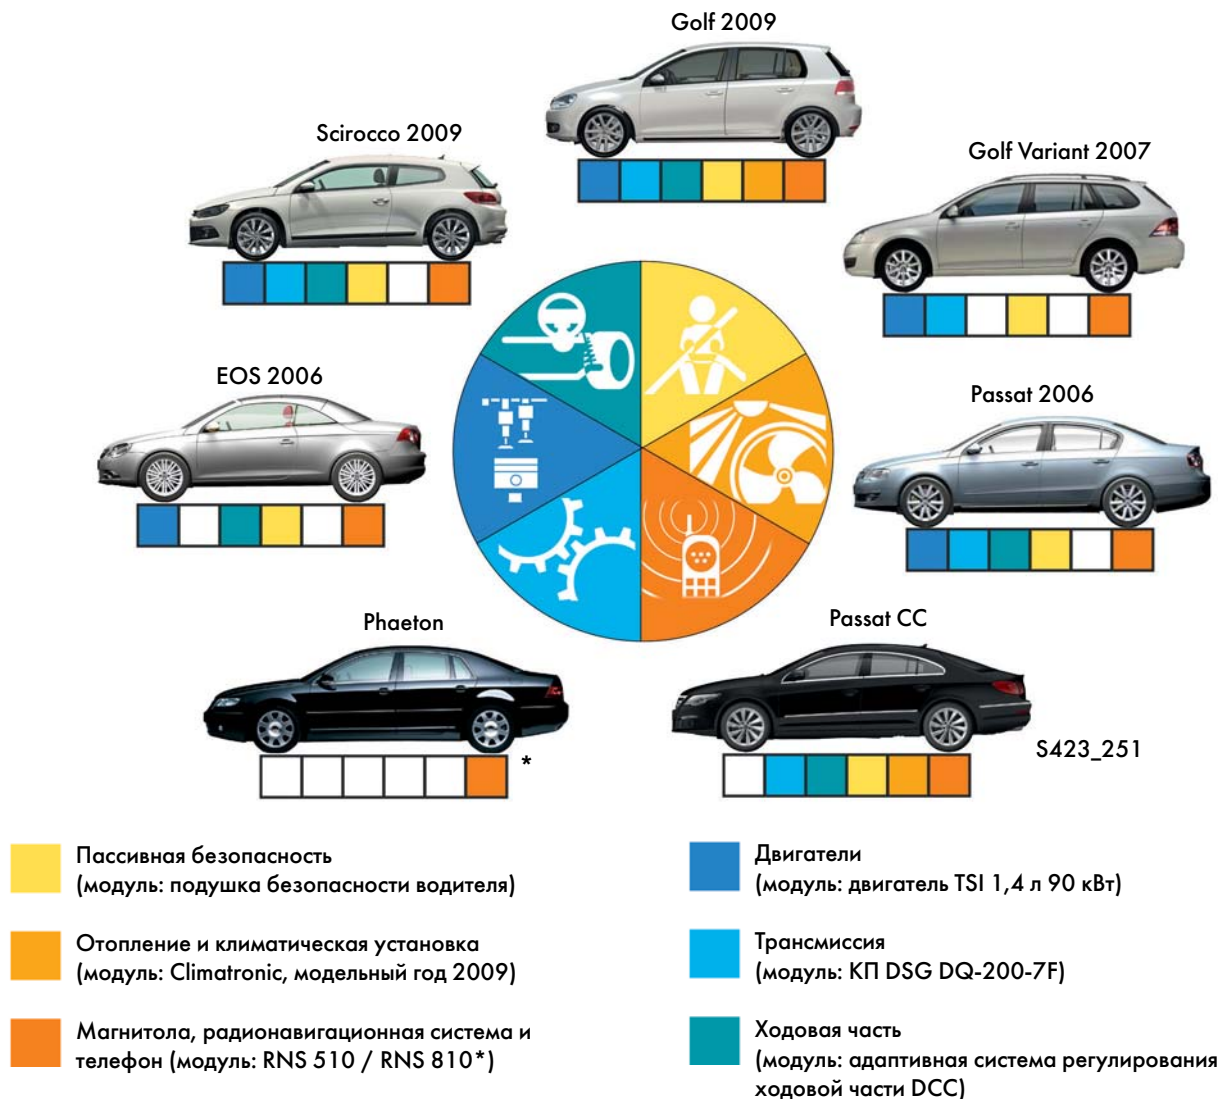 Golf 2009
Scirocco 2009
Golf Variant 2007
EOS 2006
Passat 2006
Phaeton
Passat CC
*
S423_251
Пассивная безопасность
(модуль: подушка безопасности водителя)
Отопление и климатическая установка
(модуль: Climatronic, модельный год 2009)
Магнитола, радионавигационная система и
телефон (модуль: RNS 510 / RNS 810*)
Двигатели
(модуль: двигатель TSI 1,4 л 90 кВт)
Трансмиссия
(модуль: КП DSG DQ-200-7F)
Ходовая часть
(модуль: адаптивная система регулирования
ходовой части DCC)